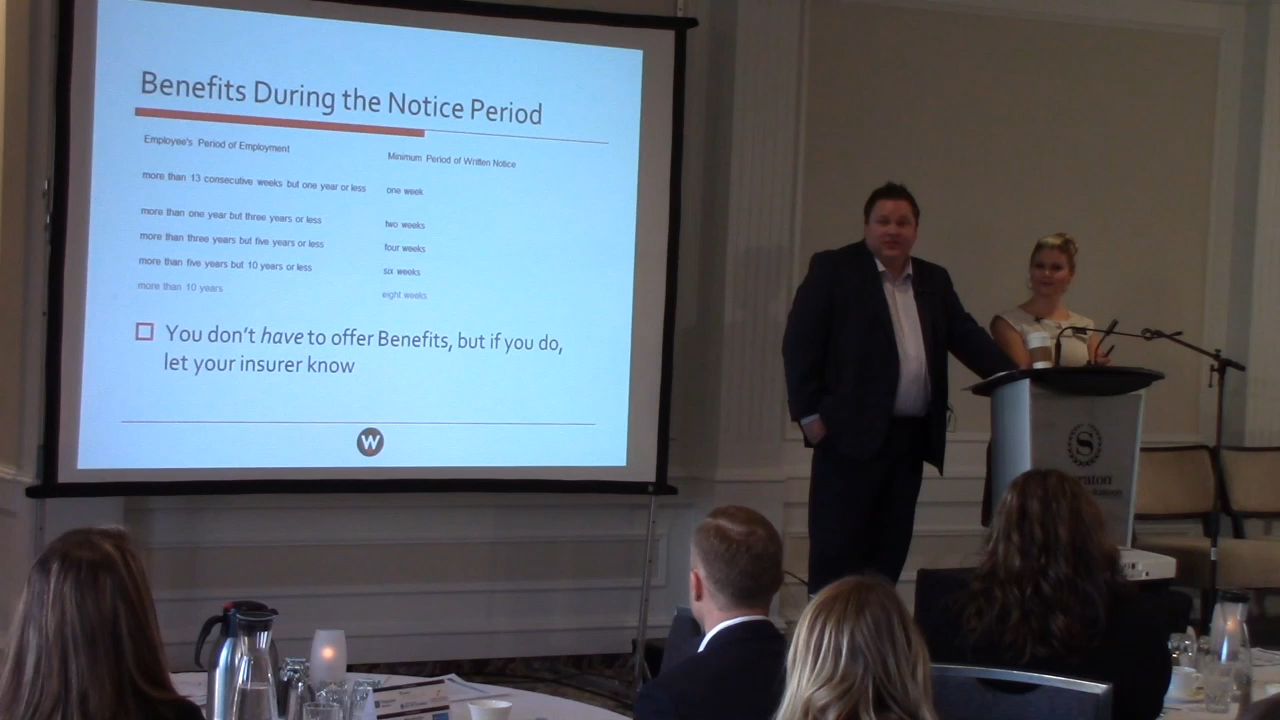 Benefits During the Notice Period
Employee's Period of Employment
Minimum Period of Written Notice
more than 13 consecutive weeks but one year or less
one week
more than one year but three years or less
two weeks
more than three years but five years or less
four weeks
more than five years but 10 years or less
six weeks
more than 10 years
eight weeks
You don't have to offer Benefits, but if you do,
let your insurer know
W
S